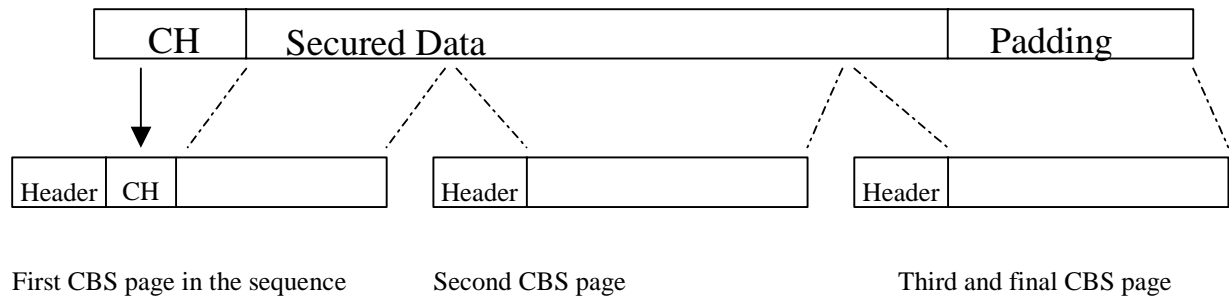 CH Secured Data Padding
Header CH Header Header
First CBS page in the sequence Second CBS page Third and final CBS page